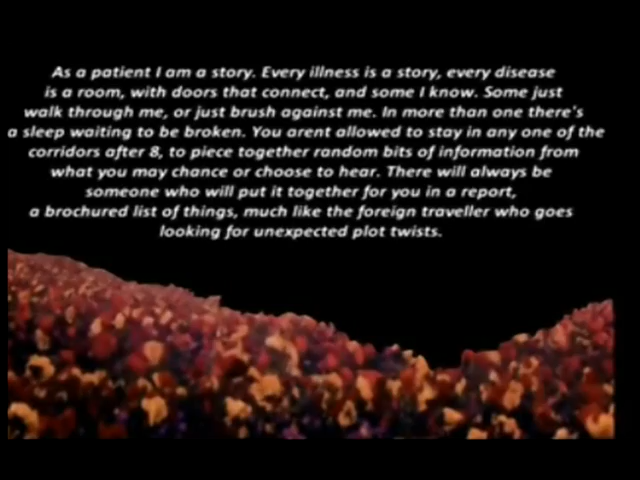 As a patient I am a story. Every illness is a story, every disease
is a room, with doors that connect, and some I know. Some just
walk through me, or just brush against me. In more than one there's
a sleep waiting to be broken. You arent allowed to stay in any one of the
corridors after 8, to piece together random bits of information from
what you may chance or choose to hear. There will always be
someone who will put it together for you in a report,
a brochured list of things, much like the foreign traveller who goes
looking for unexpected plot twists.